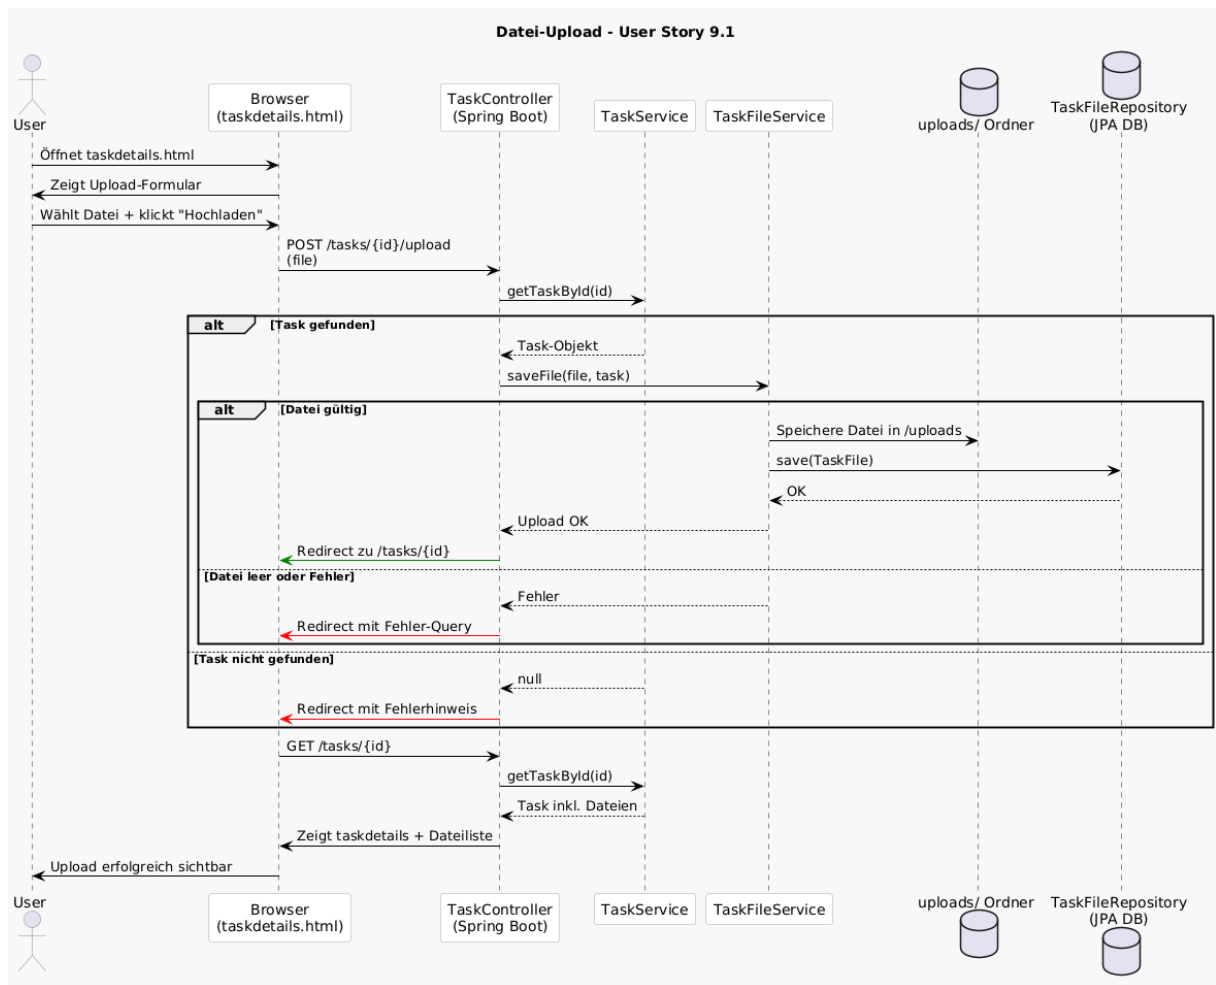 Datei-Upload - User Story 9.1
User
Browser
(taskdetails.html)
TaskController
(Spring Boot)
TaskService
TaskFileService
uploads/ Ordner
TaskFileRepository
(JPA DB)
Öffnet taskdetails.html
Zeigt Upload-Formular
Wählt Datei + klickt "Hochladen"
POST /tasks/{id}/upload
(file)
getTaskById(id)
alt [Task gefunden]
Task-Objekt
saveFile(file, task)
alt [Datei gültig]
Speichere Datei in /uploads
save(TaskFile)
OK
Upload OK
Redirect zu /tasks/{id}
[Datei leer oder Fehler]
Fehler
Redirect mit Fehler-Query
[Task nicht gefunden]
null
Redirect mit Fehlerhinweis
GET /tasks/{id}
getTaskById(id)
Task inkl. Dateien
Zeigt taskdetails + Dateiliste
Upload erfolgreich sichtbar
User
Browser
(taskdetails.html)
TaskController
(Spring Boot)
TaskService
TaskFileService
uploads/ Ordner
TaskFileRepository
(JPA DB)